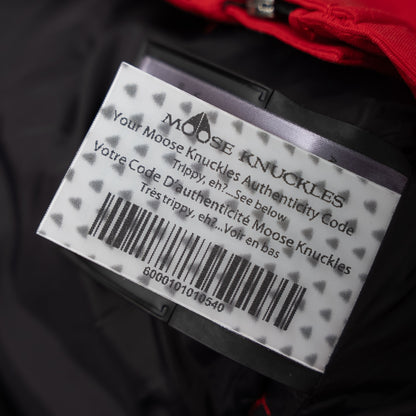 MOOSE KNUCKLES
Your Moose Knuckles Authenticity Code
Trippy, eh?...See below
Votre Code D'authenticité Moose Knuckles
Très trippy, eh?...Voir en bas
6000101010540